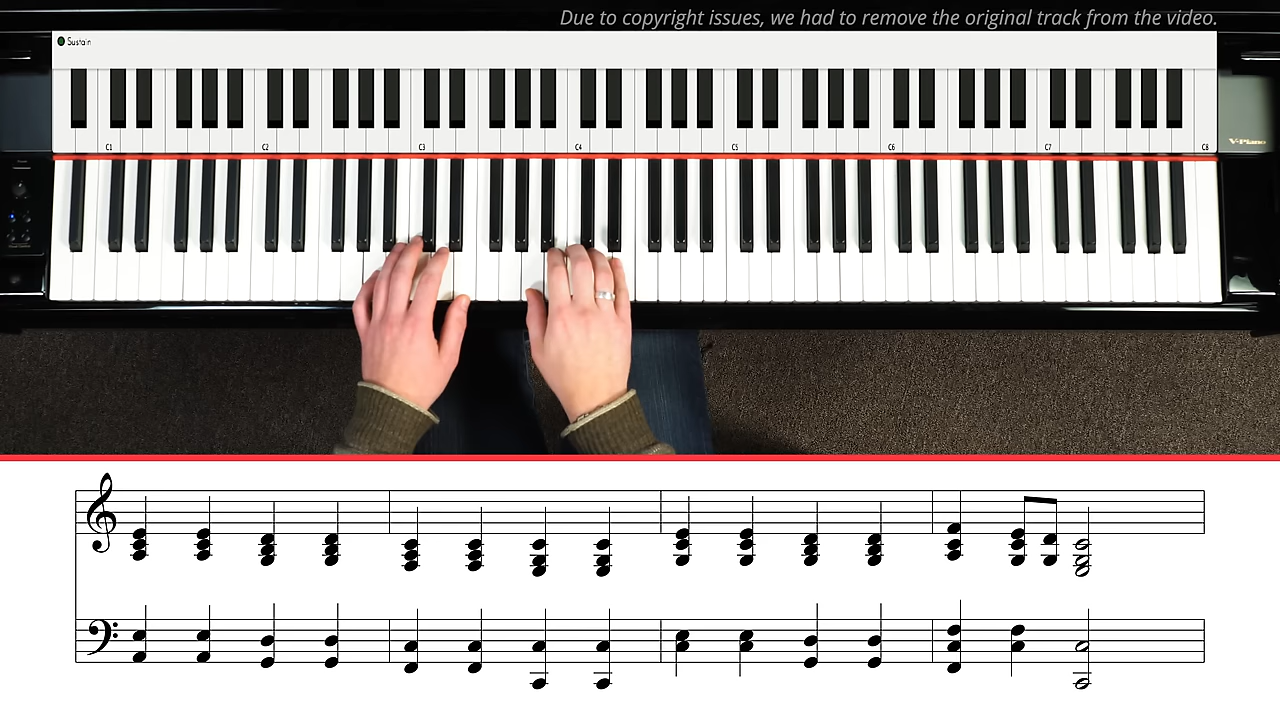 Due to copyright issues, we had to remove the original track from the video.
Sustain
C1 C2 C3 C4 C5 C6 C7 C8
V-Piano